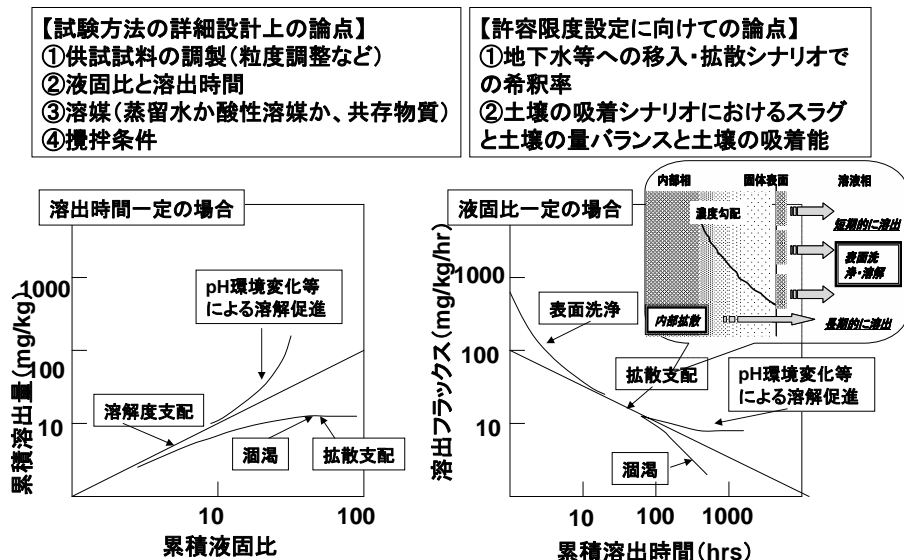 【試験方法の詳細設計上の論点】
①供試試料の調製(粒度調整など)
②液固比と溶出時間
③溶媒(蒸留水か酸性溶媒か、共存物質)
④攪拌条件
【許容限度設定に向けての論点】
①地下水等への移入・拡散シナリオで
の希釈率
②土壌の吸着シナリオにおけるスラグ
と土壌の量バランスと土壌の吸着能
溶出時間一定の場合
累積溶出量(mg/kg)
1000
100
10
pH環境変化等
による溶解促進
溶解度支配
涸渇
拡散支配
10
100
累積液固比
液固比一定の場合
溶出フラックス(mg/kg/hr)
1000
100
10
表面洗浄
拡散支配
pH環境変化等
による溶解促進
涸渇
100
1000
累積溶出時間(hrs)
内部相
固体表面
溶液相
濃度勾配
短期的に溶出
表面洗
浄・溶解
内部拡散
長期的に溶出